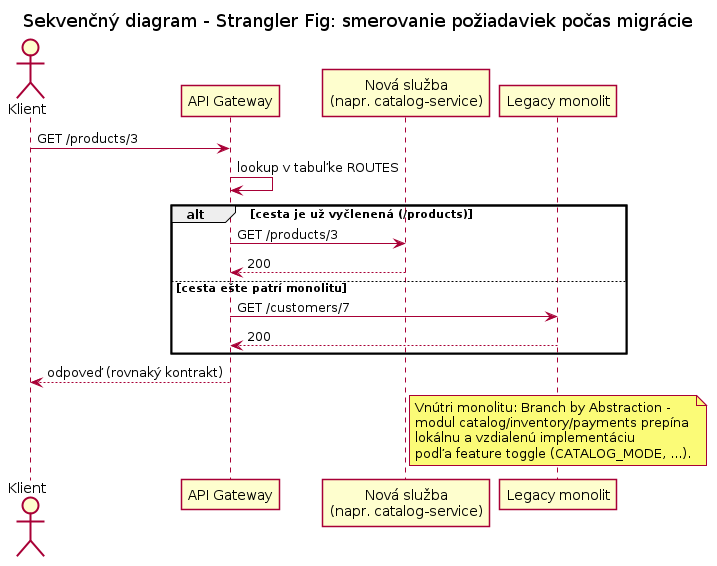 Sekvenčný diagram - Strangler Fig: smerovanie požiadaviek počas migrácie
Klient
API Gateway
Nová služba
(napr. catalog-service)
Legacy monolit
GET /products/3
lookup v tabuľke ROUTES
alt
[cesta je už vyčlenená (/products)]
GET /products/3
200
[cesta ešte patrí monolitu]
GET /customers/7
200
odpoveď (rovnaký kontrakt)
Vnútri monolitu: Branch by Abstraction -
modul catalog/inventory/payments prepína
lokálnu a vzdialenú implementáciu
podľa feature toggle (CATALOG_MODE, ...).
Klient
API Gateway
Nová služba
(napr. catalog-service)
Legacy monolit